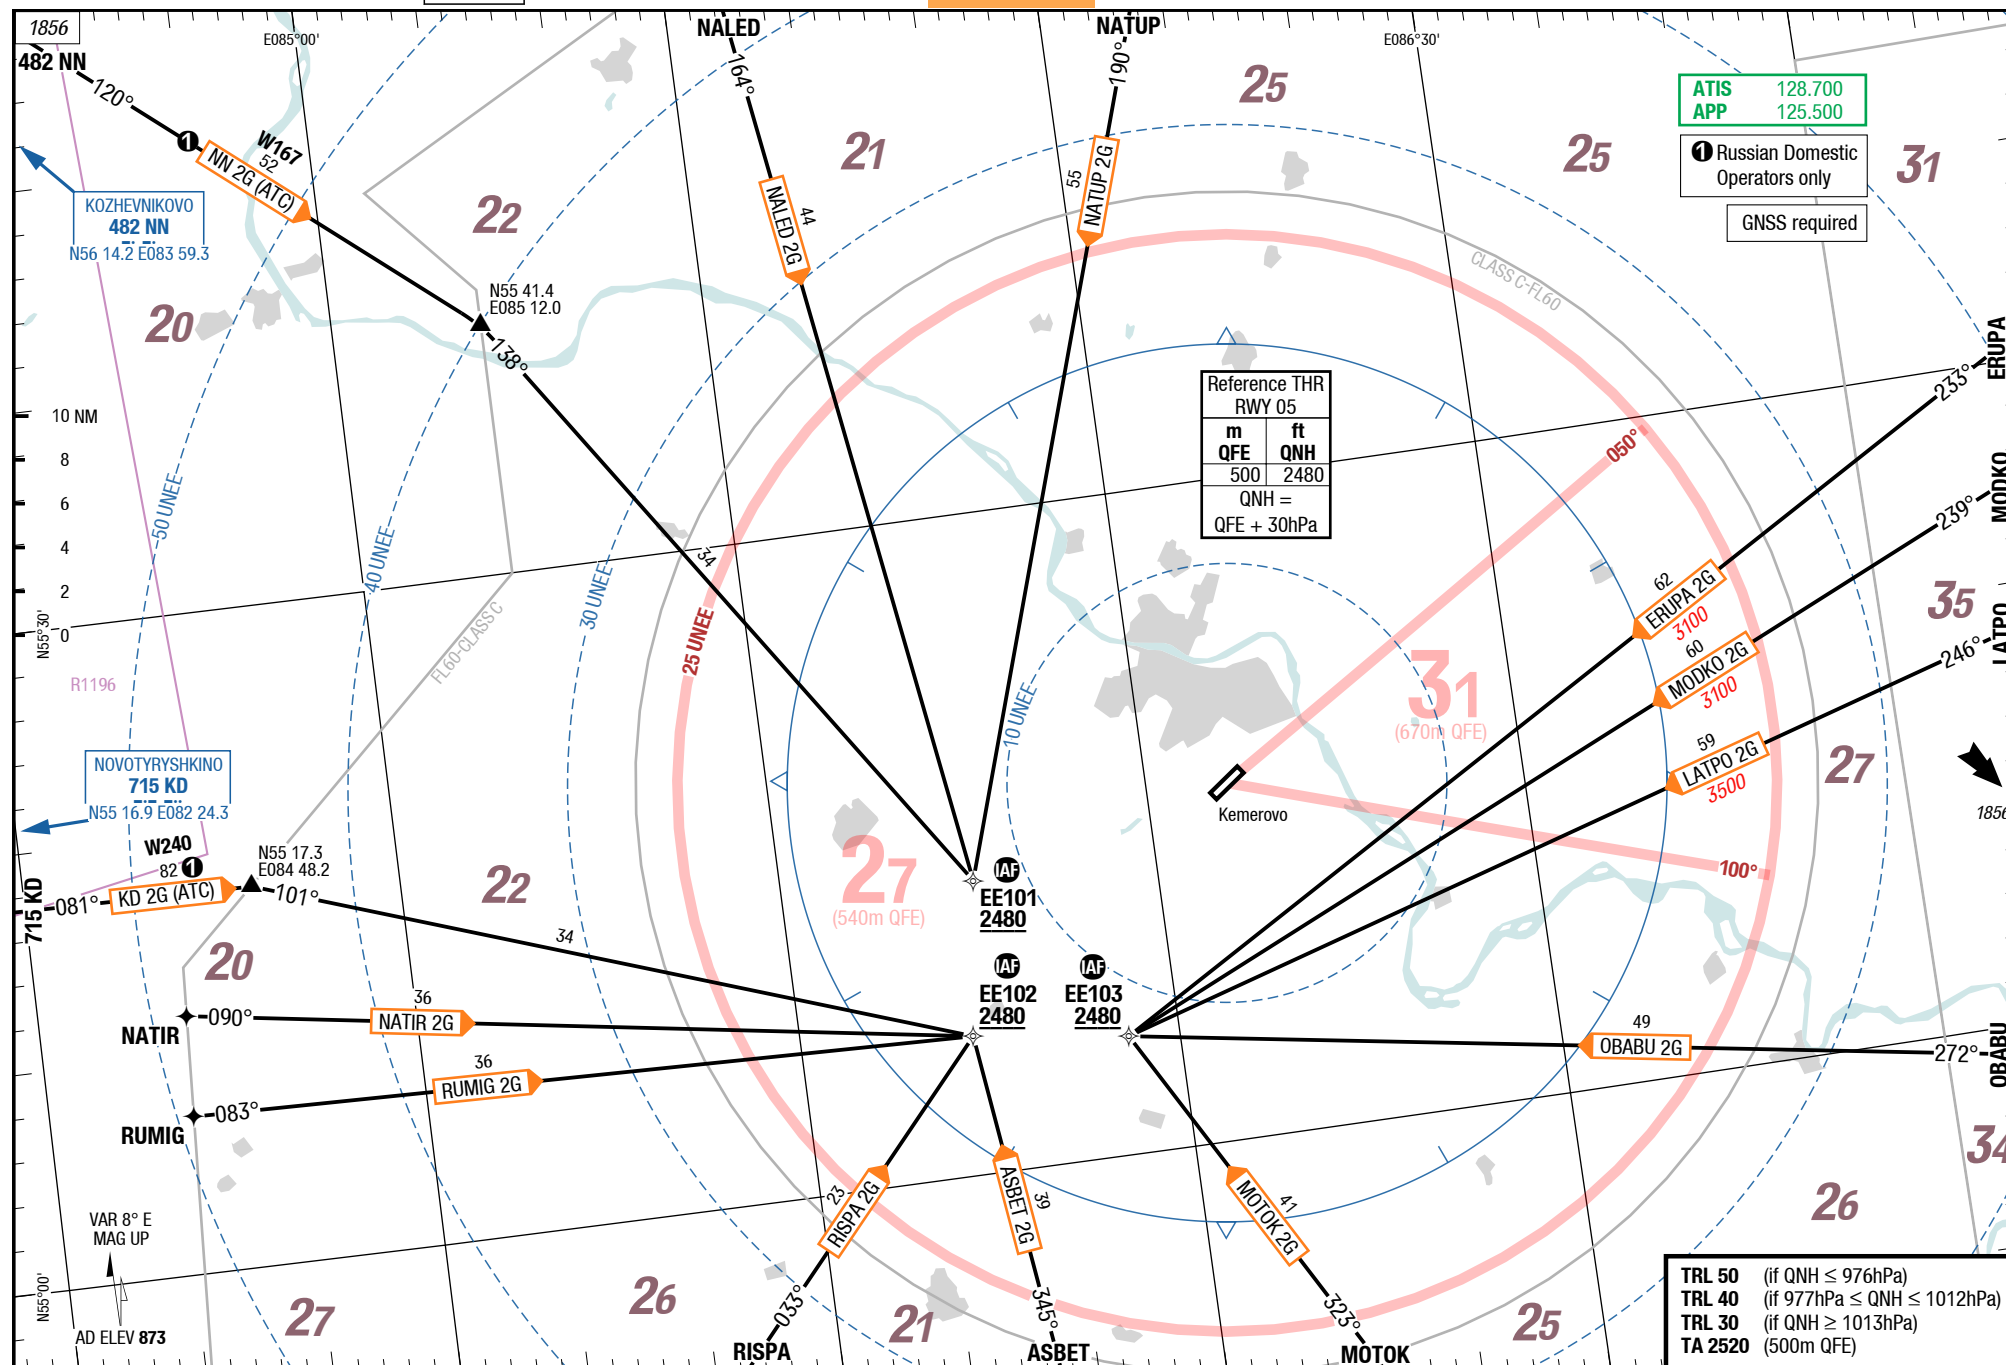 1856
482 NN
120°
1
W167
52
NN 2G (ATC)
E085°00'
NALED
164°
44
NALED 2G
NATUP
190°
55
NATUP 2G
E086°30'
ATIS 128.700
APP 125.500
1 Russian Domestic
Operators only
GNSS required
KOZHEVNIKOVO
482 NN
N56 14.2 E083 59.3
N55 41.4
E085 12.0
138°
34
20
22
21
25
25
31
CLASS C-FL60
10 NM
8
6
4
2
0
N55°30'
50 UNEE
40 UNEE
30 UNEE
25 UNEE
10 UNEE
FL60-CLASS C
R1196
Reference THR
RWY 05
m ft
QFE QNH
500 2480
QNH =
QFE + 30hPa
050°
31
(670m QFE)
100°
Kemerovo
ERUPA
233°
62
ERUPA 2G
3100
MODKO
239°
60
MODKO 2G
3100
LATPO
246°
59
LATPO 2G
3500
35
27
1856
NOVOTYRYSHKINO
715 KD
N55 16.9 E082 24.3
W240
82 1
715 KD
081°
KD 2G (ATC)
N55 17.3
E084 48.2
101°
34
22
27
(540m QFE)
IAF
EE101
2480
IAF
EE102
2480
IAF
EE103
2480
20
NATIR
090°
36
NATIR 2G
RUMIG
083°
36
RUMIG 2G
49
OBABU 2G
272°
OBABU
34
26
23
RISPA 2G
033°
RISPA
39
ASBET 2G
345°
ASBET
41
MOTOK 2G
323°
MOTOK
VAR 8° E
MAG UP
AD ELEV 873
N55°00'
27
26
21
25
TRL 50 (if QNH ≤ 976hPa)
TRL 40 (if 977hPa ≤ QNH ≤ 1012hPa)
TRL 30 (if QNH ≥ 1013hPa)
TA 2520 (500m QFE)